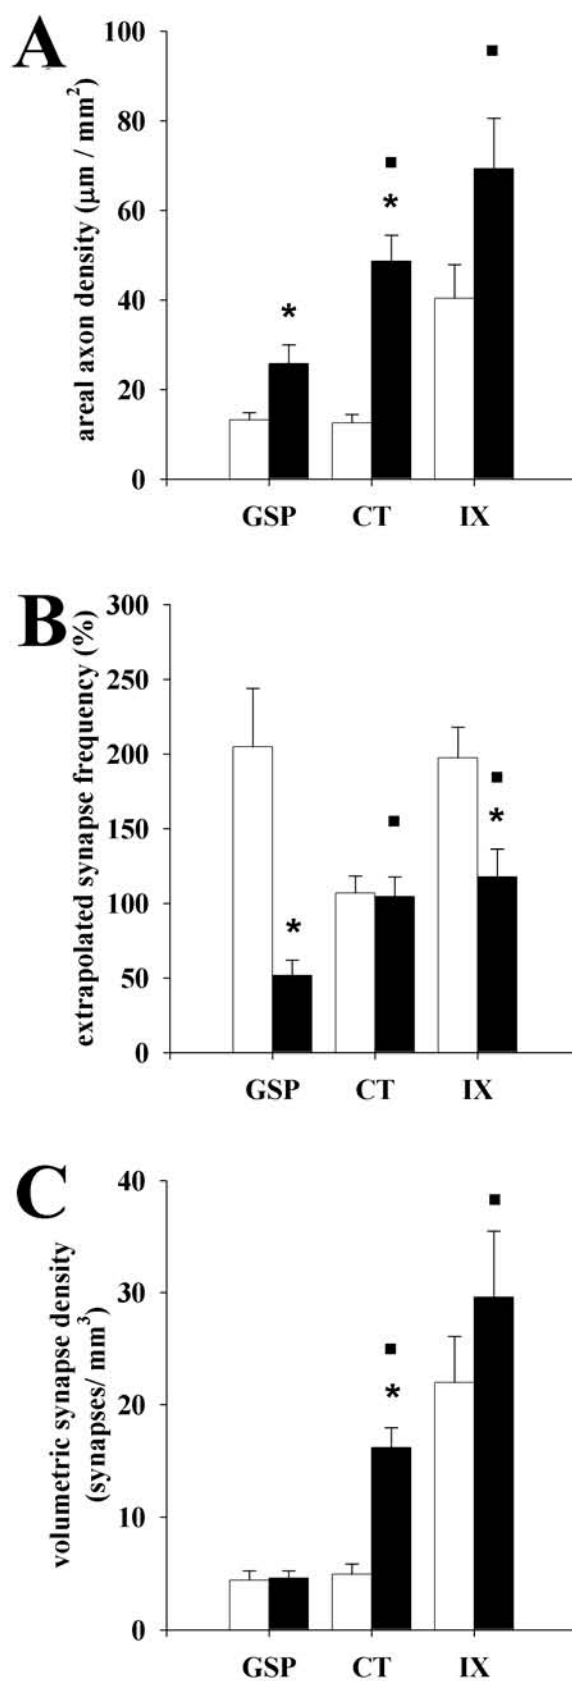 A
areal axon density (μm / mm²)
100
80
60
40
20
0
*
*
GSP CT IX
B
extrapolated synapse frequency (%)
300
250
200
150
100
50
0
*
*
GSP CT IX
C
volumetric synapse density
(synapses/ mm³)
40
30
20
10
0
*
GSP CT IX